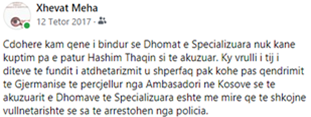 Xhevat Meha
12 Tetor 2017
Cdohere kam qene i bindur se Dhomat e Specializuara nuk kane
kuptim pa e patur Hashim Thaqin si te akuzuar. Ky vrulli i tij i
diteve te fundit i atdhetarizmit u shperfaq pak kohe pas qendrimit
te Gjermanise te percjellur nga Ambasadori ne Kosove se te
akuzuarit e Dhomave te Specializuara eshte me mire qe te shkojne
vullnetarishte se sa te arrestohen nga policia.